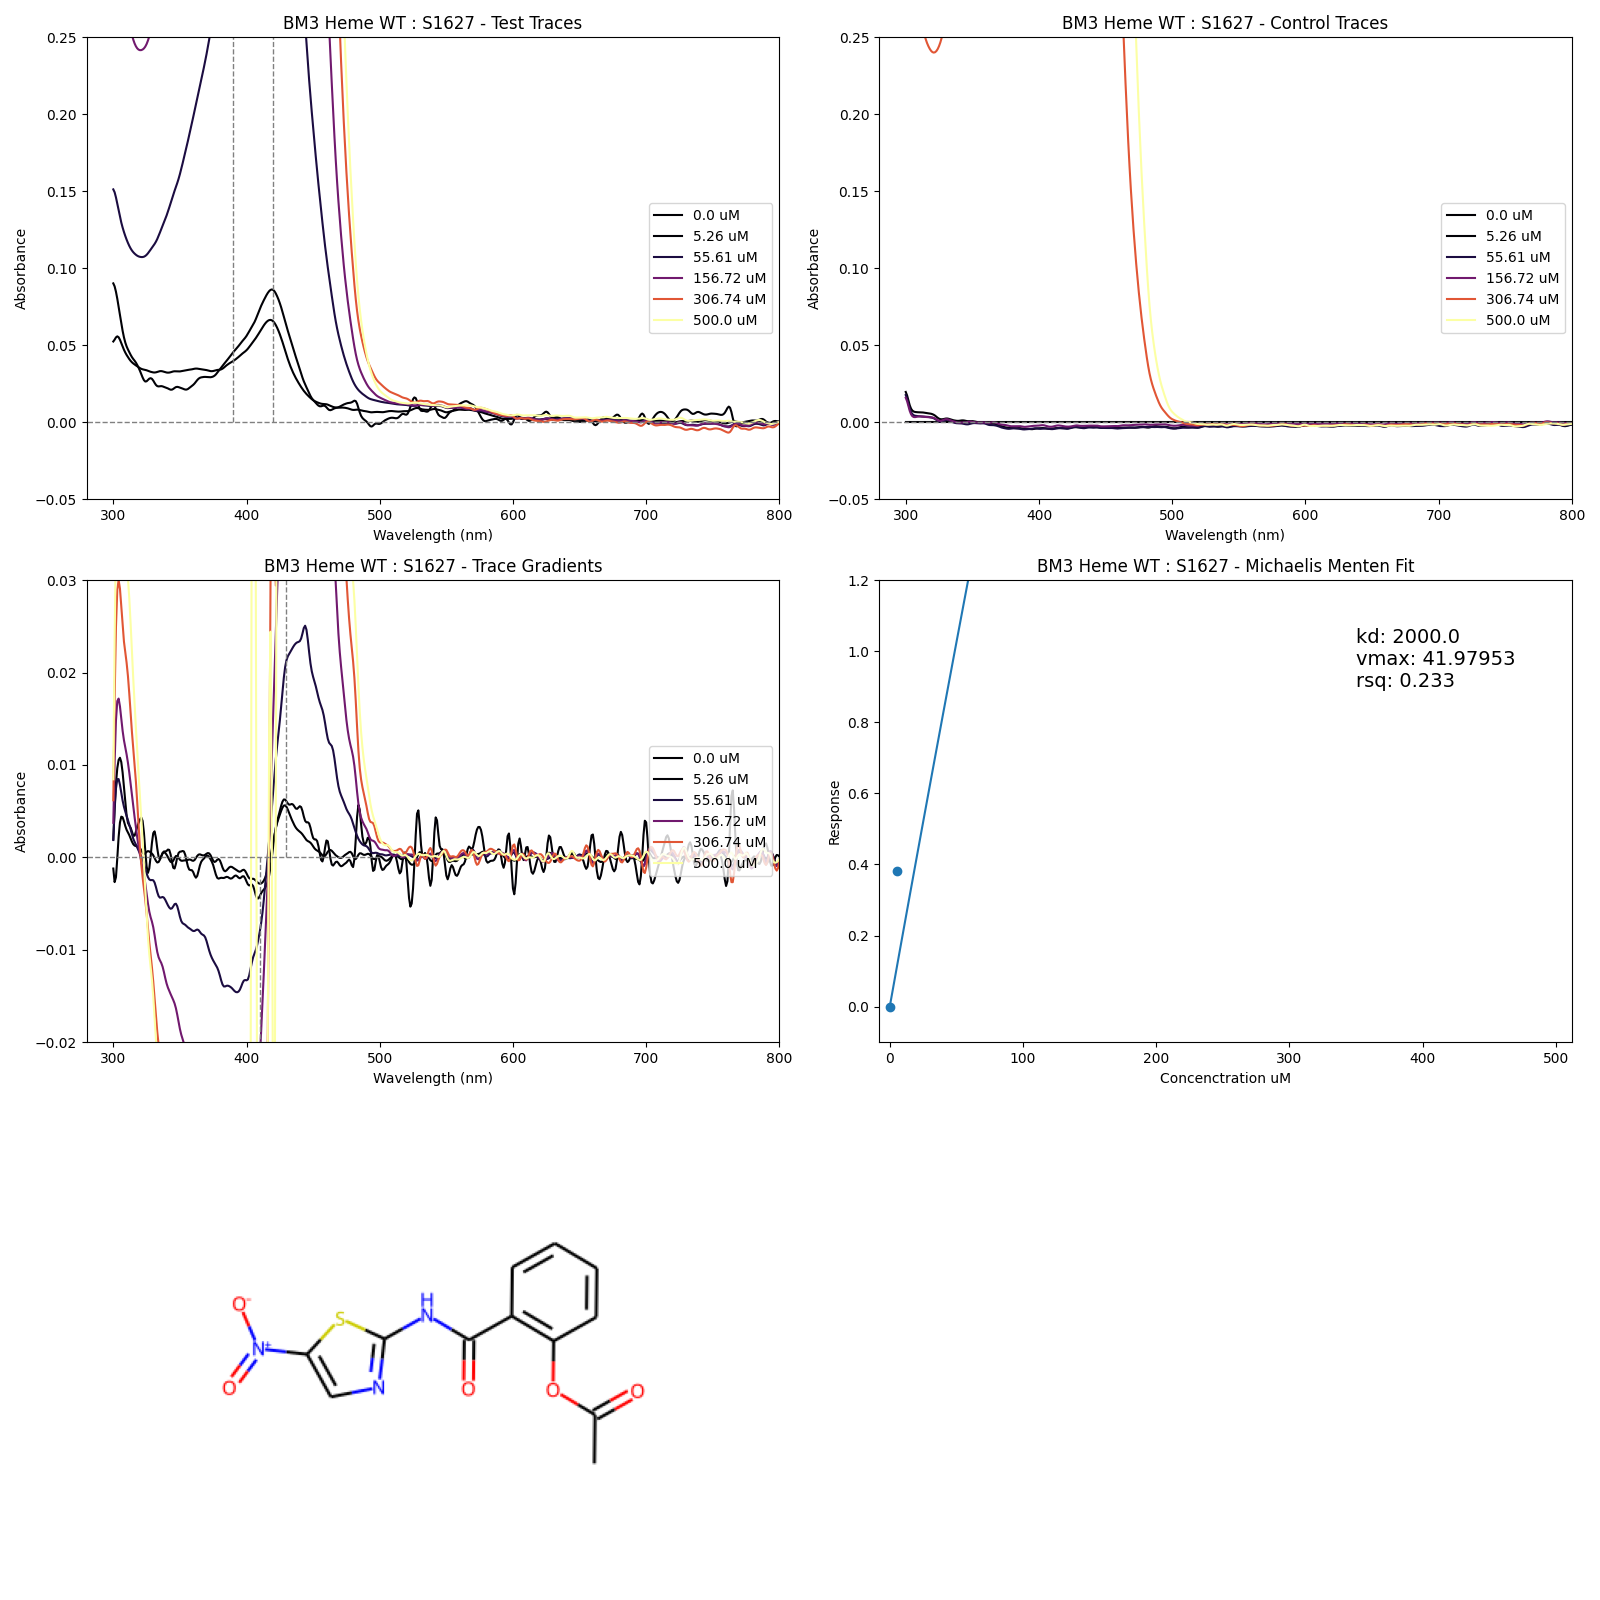 BM3 Heme WT : S1627 - Test Traces
0.25
0.20
0.15
0.10
0.05
0.00
−0.05
Absorbance
300 400 500 600 700 800
Wavelength (nm)
0.0 uM
5.26 uM
55.61 uM
156.72 uM
306.74 uM
500.0 uM
BM3 Heme WT : S1627 - Control Traces
0.25
0.20
0.15
0.10
0.05
0.00
−0.05
Absorbance
300 400 500 600 700 800
Wavelength (nm)
0.0 uM
5.26 uM
55.61 uM
156.72 uM
306.74 uM
500.0 uM
BM3 Heme WT : S1627 - Trace Gradients
0.03
0.02
0.01
0.00
−0.01
−0.02
Absorbance
300 400 500 600 700 800
Wavelength (nm)
0.0 uM
5.26 uM
55.61 uM
156.72 uM
306.74 uM
500.0 uM
BM3 Heme WT : S1627 - Michaelis Menten Fit
1.2
1.0
0.8
0.6
0.4
0.2
0.0
Response
0 100 200 300 400 500
Concenctration uM
kd: 2000.0
vmax: 41.97953
rsq: 0.233
O-
N+
O
S
N
H
N
O
O
O